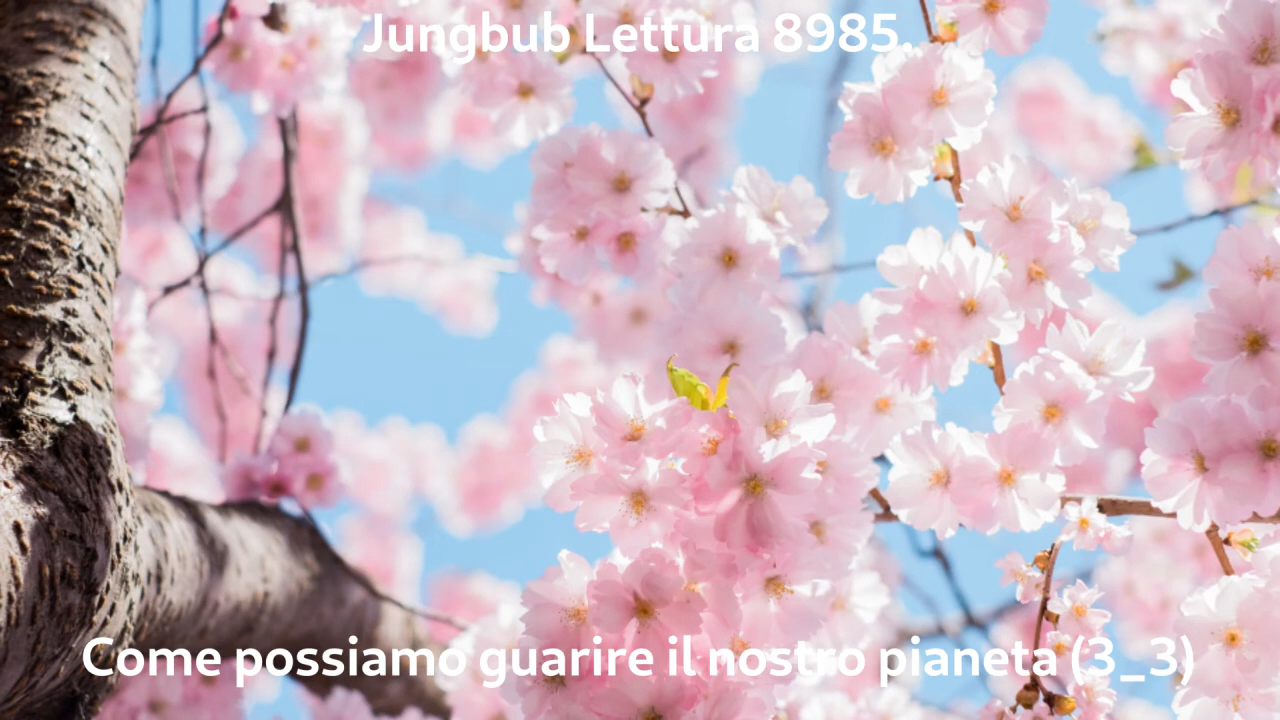 Jungbub Lettura 8985.
Come possiamo guarire il nostro pianeta (3_3)